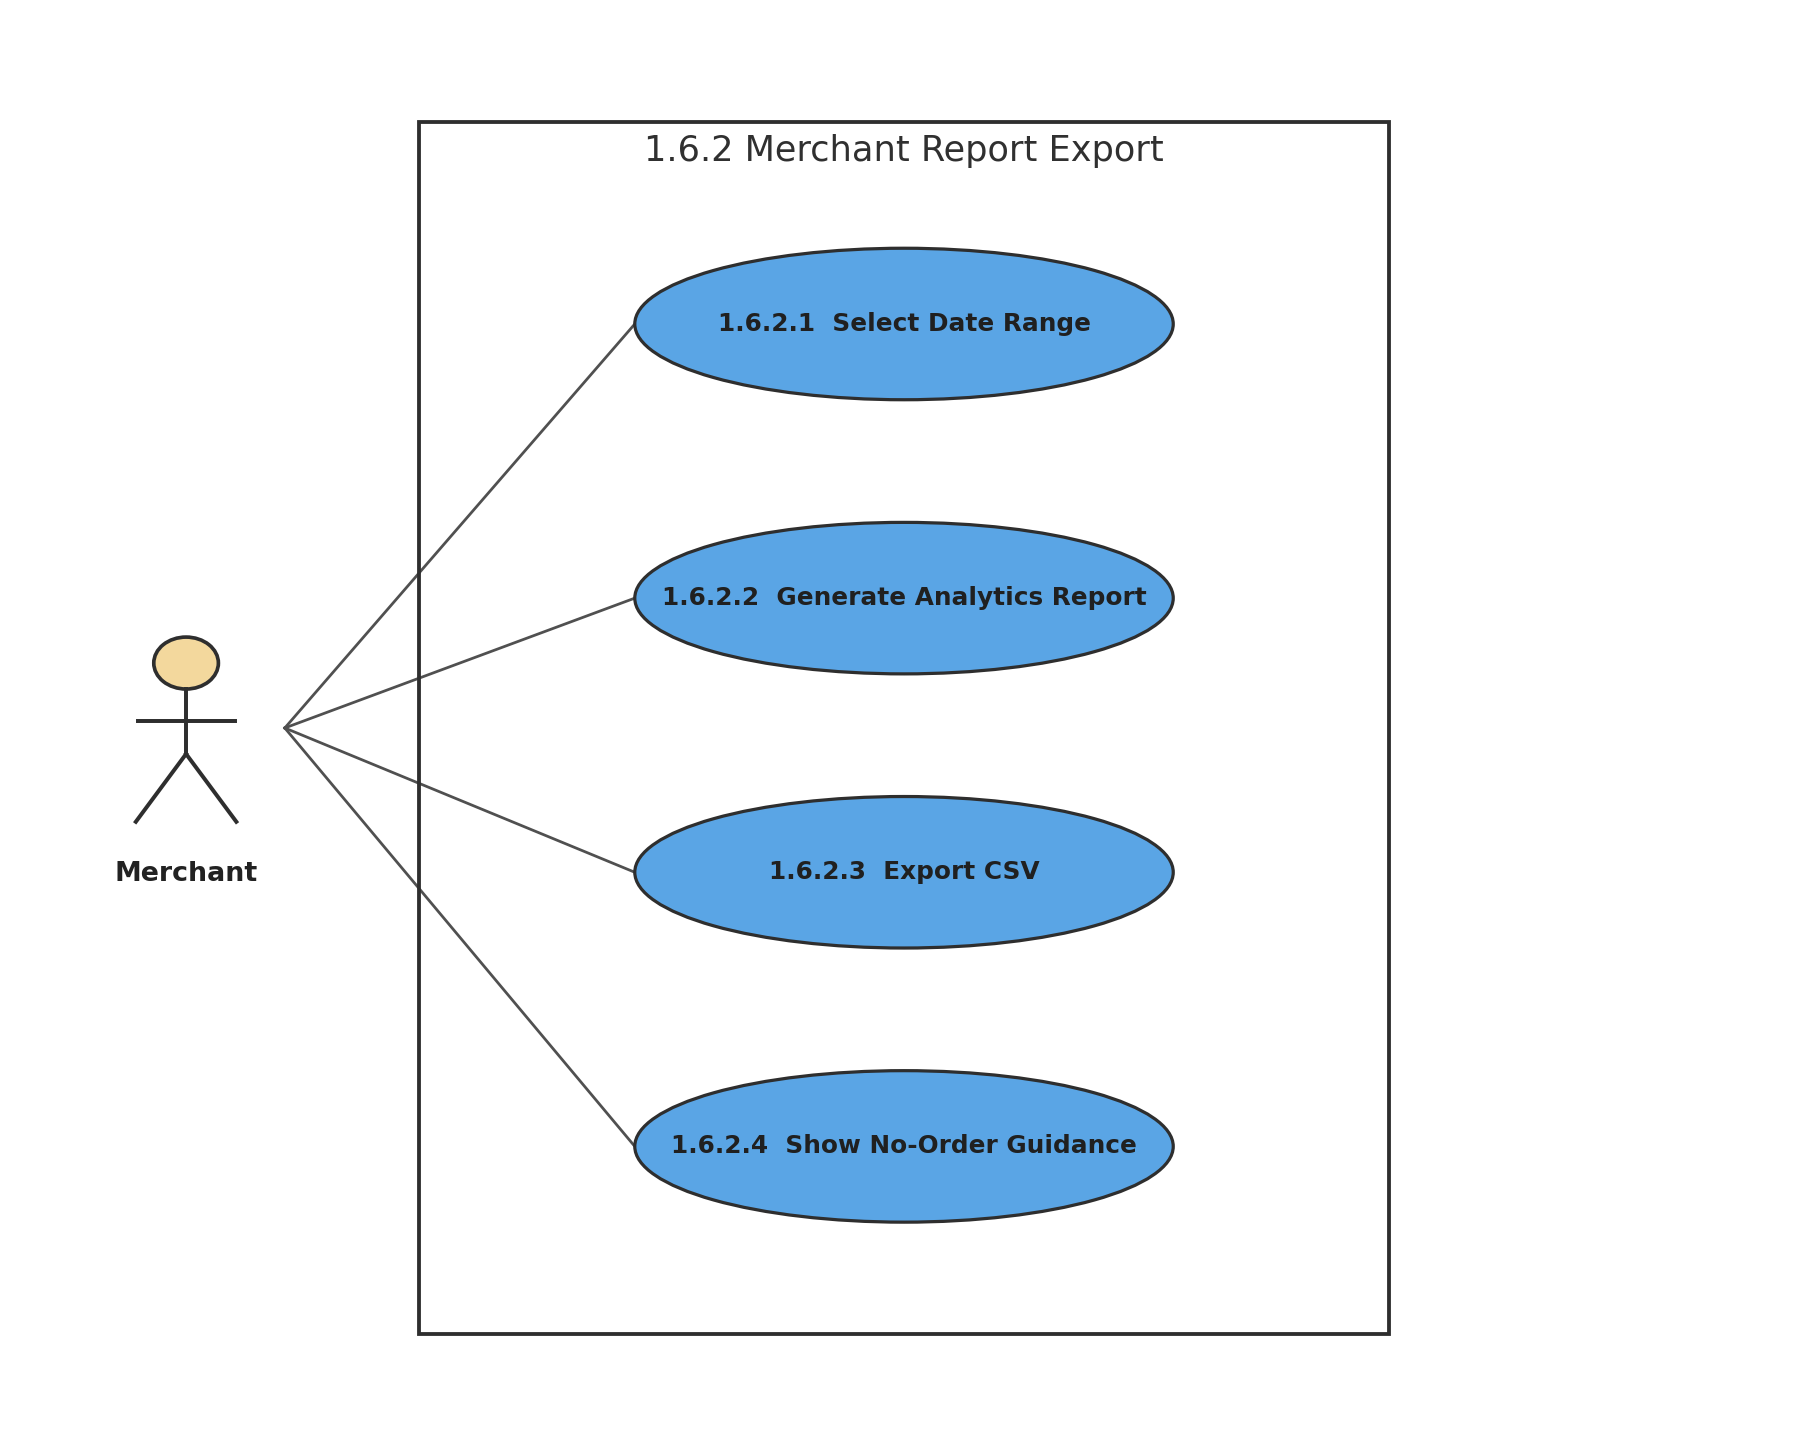 1.6.2 Merchant Report Export
1.6.2.1  Select Date Range
1.6.2.2  Generate Analytics Report
Merchant
1.6.2.3  Export CSV
1.6.2.4  Show No-Order Guidance